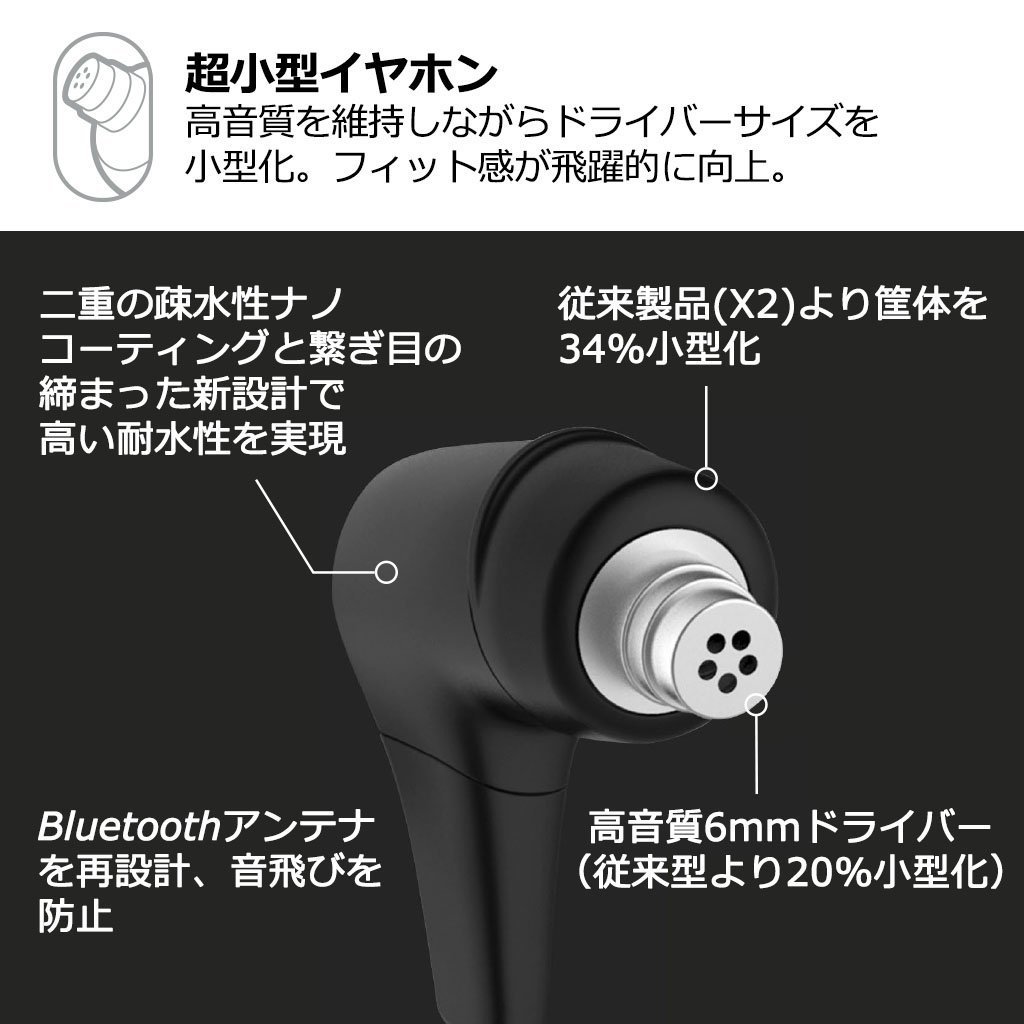 超小型イヤホン
高音質を維持しながらドライバーサイズを
小型化。フィット感が飛躍的に向上。
二重の疎水性ナノ
コーティングと繋ぎ目の
締まった新設計で
高い耐水性を実現
従来製品(X2)より筐体を
34%小型化
Bluetoothアンテナ
を再設計、音飛びを
防止
高音質6mmドライバー
（従来型より20%小型化）